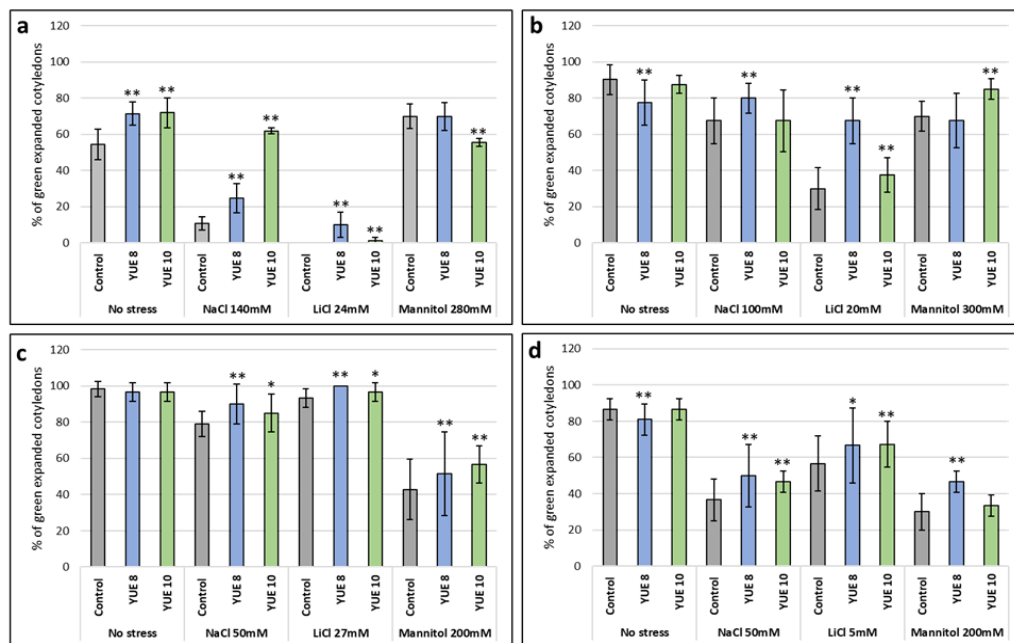 a
% of green expanded cotyledons
120
100
80
60
40
20
0
** ** ** ** ** ** **
Control YUE 8 YUE 10 Control YUE 8 YUE 10 Control YUE 8 YUE 10 Control YUE 8 YUE 10
No stress NaCl 140mM LiCl 24mM Mannitol 280mM
b
% of green expanded cotyledons
120
100
80
60
40
20
0
** ** ** ** **
Control YUE 8 YUE 10 Control YUE 8 YUE 10 Control YUE 8 YUE 10 Control YUE 8 YUE 10
No stress NaCl 100mM LiCl 20mM Mannitol 300mM
c
% of green expanded cotyledons
120
100
80
60
40
20
0
** * ** * ** **
Control YUE 8 YUE 10 Control YUE 8 YUE 10 Control YUE 8 YUE 10 Control YUE 8 YUE 10
No stress NaCl 50mM LiCl 27mM Mannitol 200mM
d
% of green expanded cotyledons
120
100
80
60
40
20
0
** ** ** * ** **
Control YUE 8 YUE 10 Control YUE 8 YUE 10 Control YUE 8 YUE 10 Control YUE 8 YUE 10
No stress NaCl 50mM LiCl 5mM Mannitol 200mM